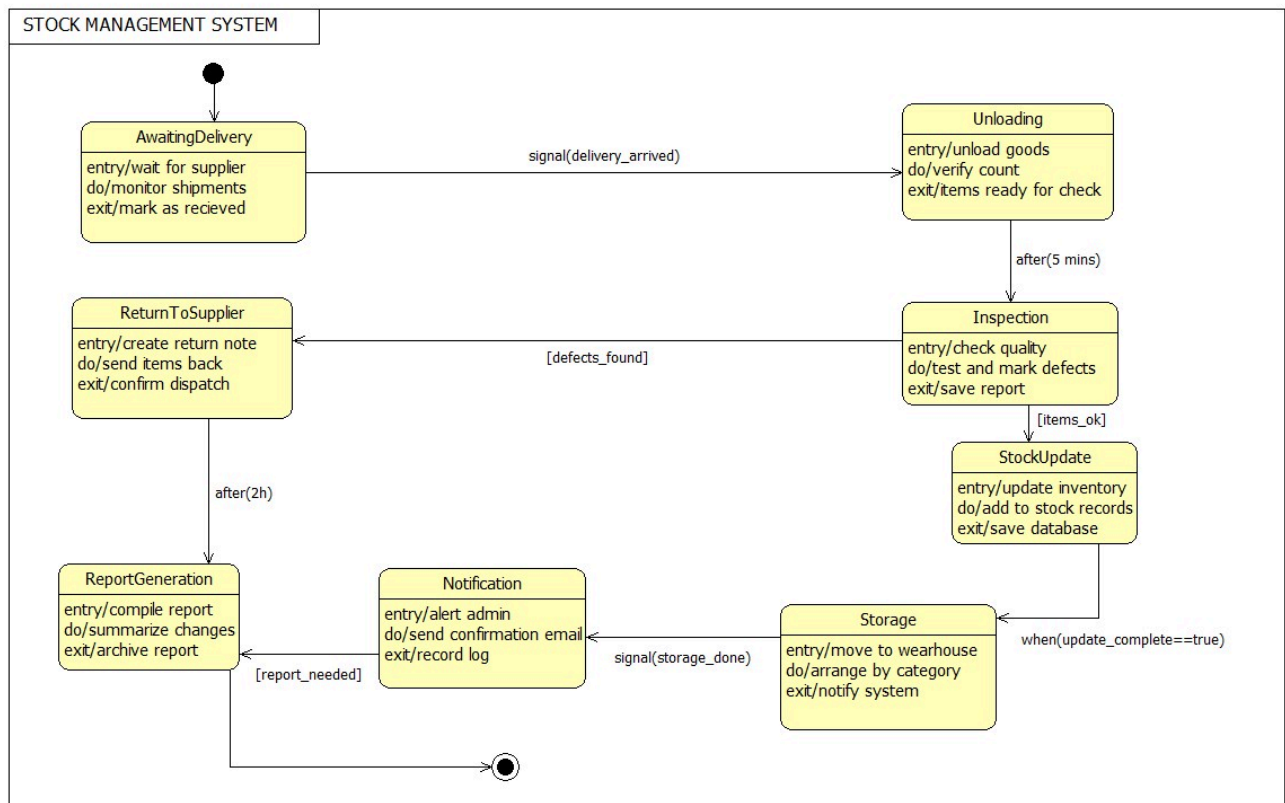 STOCK MANAGEMENT SYSTEM
AwaitingDelivery
entry/wait for supplier
do/monitor shipments
exit/mark as recieved
signal(delivery_arrived)
Unloading
entry/unload goods
do/verify count
exit/items ready for check
after(5 mins)
ReturnToSupplier
entry/create return note
do/send items back
exit/confirm dispatch
[defects_found]
Inspection
entry/check quality
do/test and mark defects
exit/save report
[items_ok]
StockUpdate
entry/update inventory
do/add to stock records
exit/save database
after(2h)
ReportGeneration
entry/compile report
do/summarize changes
exit/archive report
[report_needed]
Notification
entry/alert admin
do/send confirmation email
exit/record log
signal(storage_done)
Storage
entry/move to wearhouse
do/arrange by category
exit/notify system
when(update_complete==true)